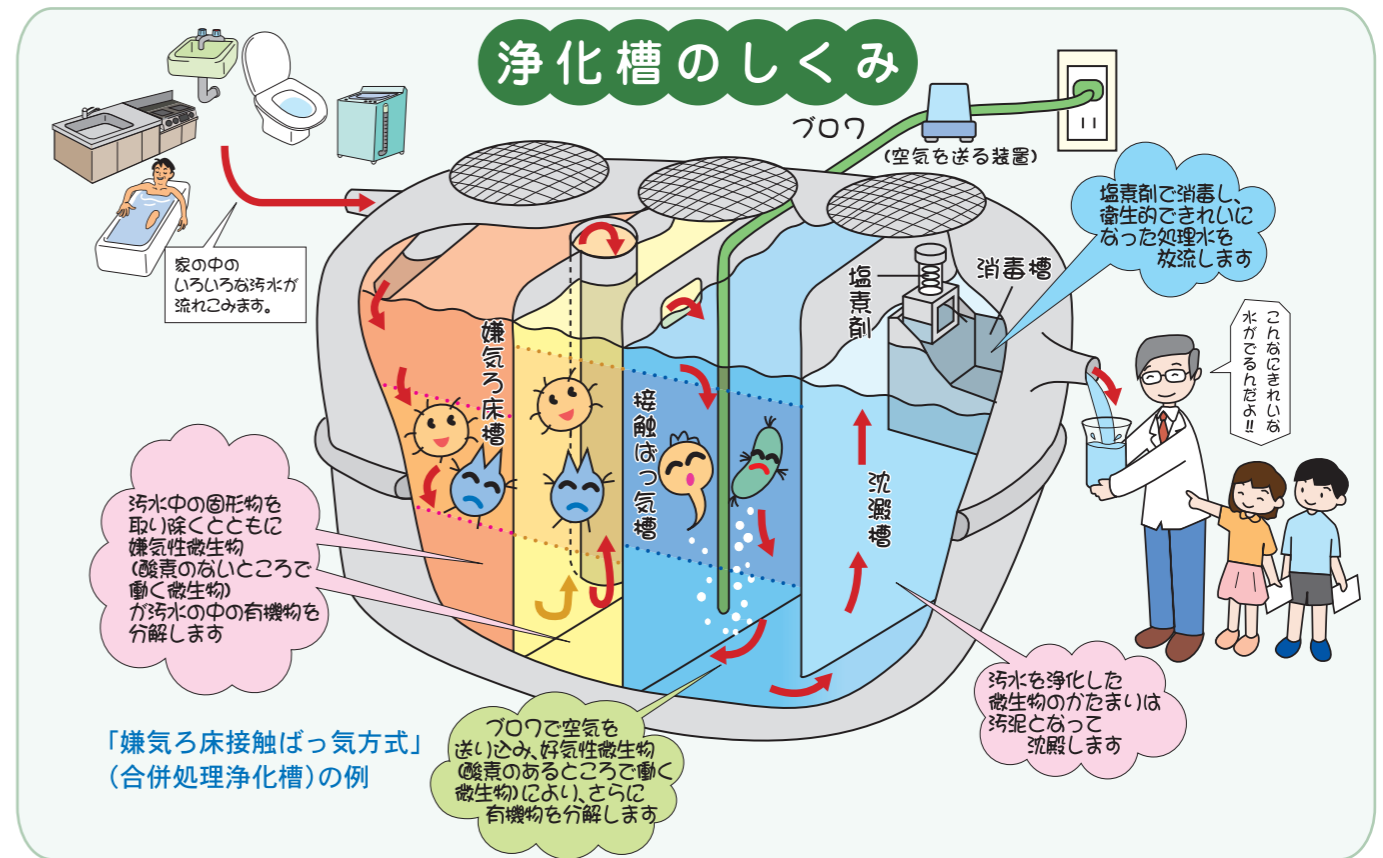 浄化槽のしくみ
ブロワ
(空気を送る装置)
塩素剤で消毒し、
衛生的できれいに
なった処理水を
放流します
家の中の
いろいろな汚水が
流れこみます。
塩素剤
消毒槽
こんなにきれいな
水がでるんだよ!!
嫌気ろ床槽
接触ばっ気槽
沈澱槽
汚水中の固形物を
取り除くとともに
嫌気性微生物
(酸素のないところで
働く微生物)
が汚水の中の有機物を
分解します
汚水を浄化した
微生物のかたまりは
汚泥となって
沈殿します
「嫌気ろ床接触ばっ気方式」
(合併処理浄化槽)の例
ブロワで空気を
送り込み、好気性微生物
(酸素のあるところで働く
微生物)により、さらに
有機物を分解します